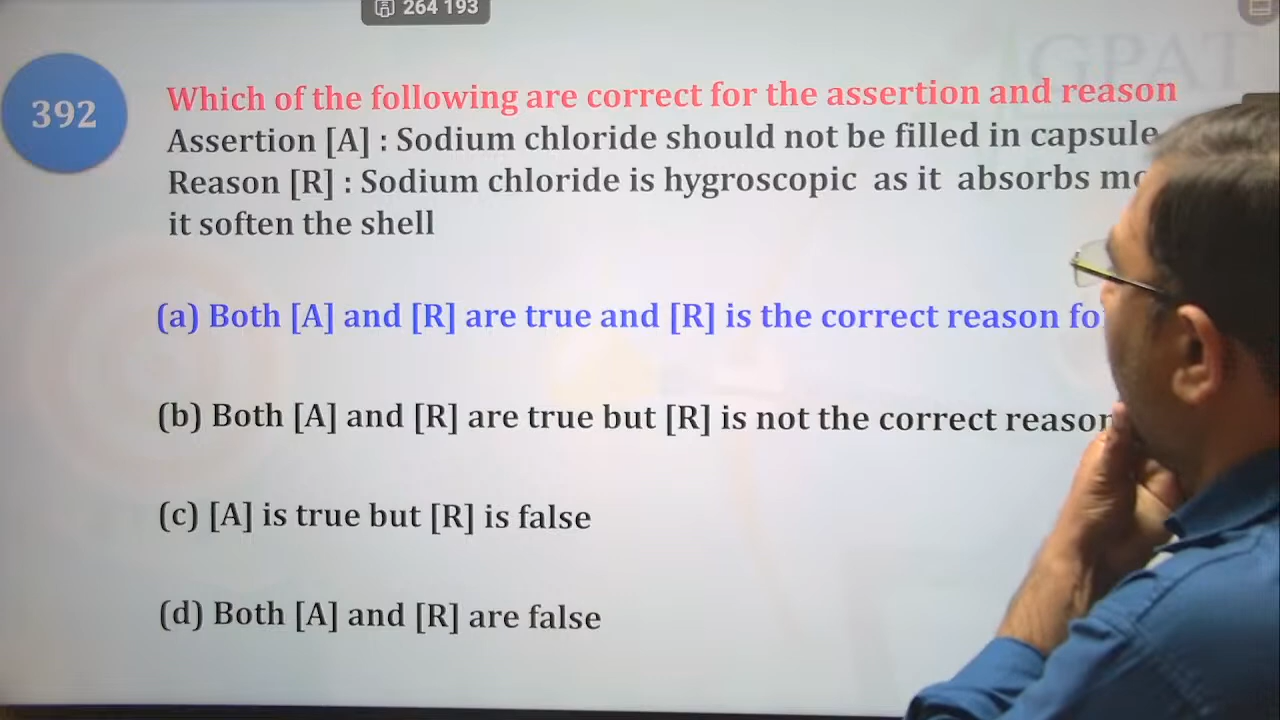 264 193
GPAT
392
Which of the following are correct for the assertion and reason
Assertion [A] : Sodium chloride should not be filled in capsule
Reason [R] : Sodium chloride is hygroscopic as it absorbs
it soften the shell
(a) Both [A] and [R] are true and [R] is the correct reason
(b) Both [A] and [R] are true but [R] is not the correct reason
(c) [A] is true but [R] is false
(d) Both [A] and [R] are false